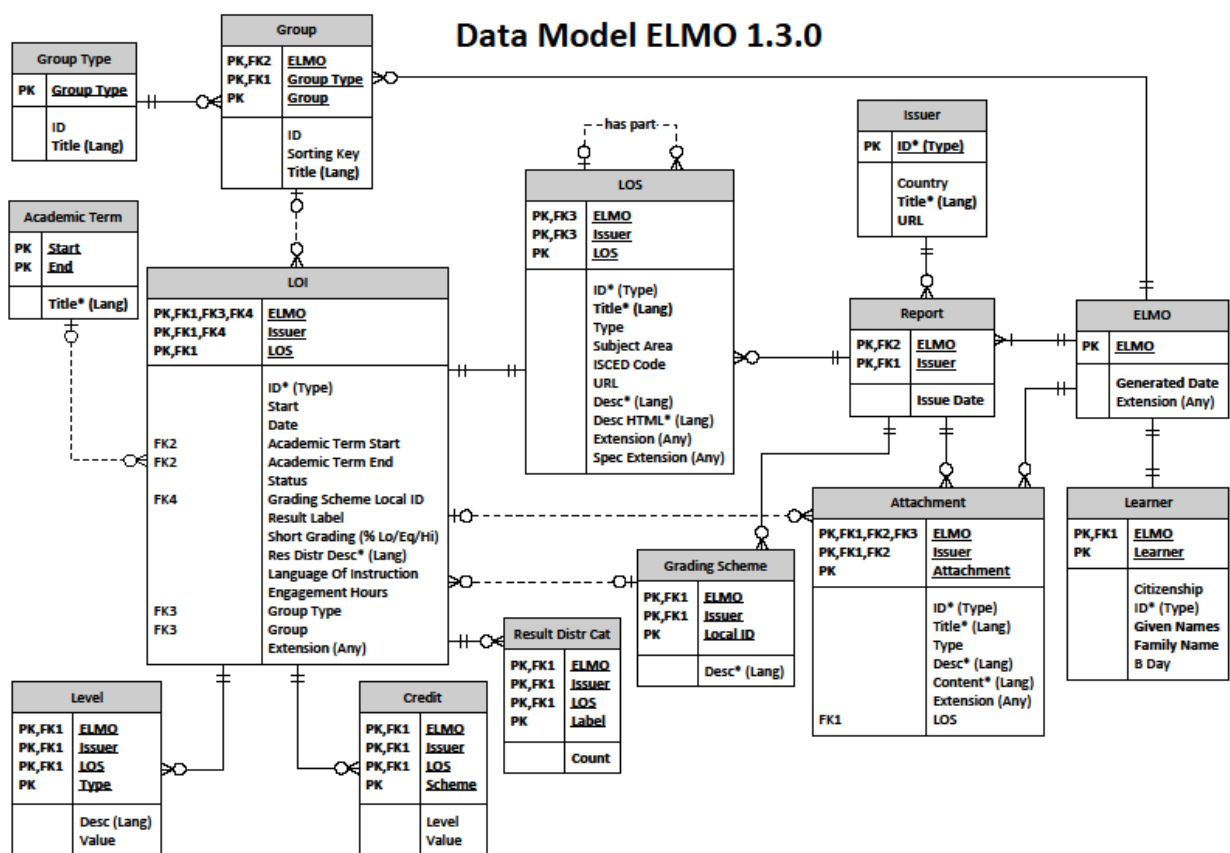 Data Model ELMO 1.3.0
Group Type
PK Group Type
ID
Title (Lang)
Group
PK,FK2 ELMO
PK,FK1 Group Type
PK Group
ID
Sorting Key
Title (Lang)
Issuer
PK ID* (Type)
Country
Title* (Lang)
URL
has part
LOS
PK,FK3 ELMO
PK,FK3 Issuer
PK LOS
ID* (Type)
Title* (Lang)
Type
Subject Area
ISCED Code
URL
Desc* (Lang)
Desc HTML* (Lang)
Extension (Any)
Spec Extension (Any)
Academic Term
PK Start
PK End
Title* (Lang)
LOI
PK,FK1,FK3,FK4 ELMO
PK,FK1,FK4 Issuer
PK,FK1 LOS
ID* (Type)
Start
Date
FK2 Academic Term Start
FK2 Academic Term End
Status
FK4 Grading Scheme Local ID
Result Label
Short Grading (% Lo/Eq/Hi)
Res Distr Desc* (Lang)
Language Of Instruction
Engagement Hours
FK3 Group Type
FK3 Group
Extension (Any)
Report
PK,FK2 ELMO
PK,FK1 Issuer
Issue Date
ELMO
PK ELMO
Generated Date
Extension (Any)
Attachment
PK,FK1,FK2,FK3 ELMO
PK,FK1,FK2 Issuer
PK Attachment
ID* (Type)
Title* (Lang)
Type
Desc* (Lang)
Content* (Lang)
Extension (Any)
FK1 LOS
Learner
PK,FK1 ELMO
PK Learner
Citizenship
ID* (Type)
Given Names
Family Name
B Day
Grading Scheme
PK,FK1 ELMO
PK,FK1 Issuer
PK Local ID
Desc* (Lang)
Result Distr Cat
PK,FK1 ELMO
PK,FK1 Issuer
PK,FK1 LOS
PK Label
Count
Level
PK,FK1 ELMO
PK,FK1 Issuer
PK,FK1 LOS
PK Type
Desc (Lang)
Value
Credit
PK,FK1 ELMO
PK,FK1 Issuer
PK,FK1 LOS
PK Scheme
Level
Value